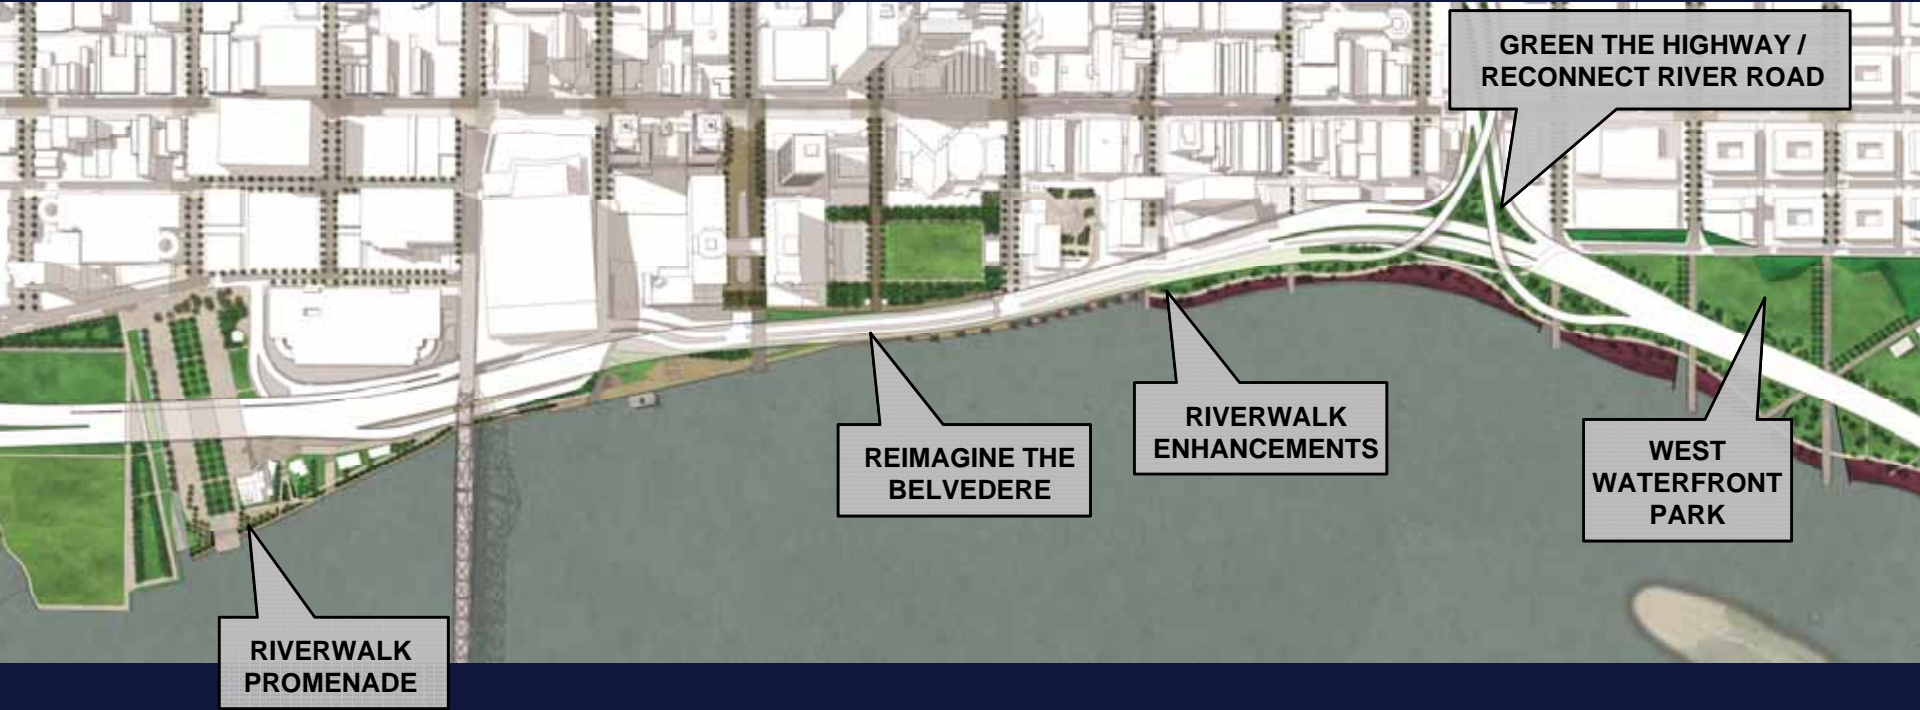 GREEN THE HIGHWAY /
RECONNECT RIVER ROAD
RIVERWALK
ENHANCEMENTS
REIMAGINE THE
BELVEDERE
WEST
WATERFRONT
PARK
RIVERWALK
PROMENADE